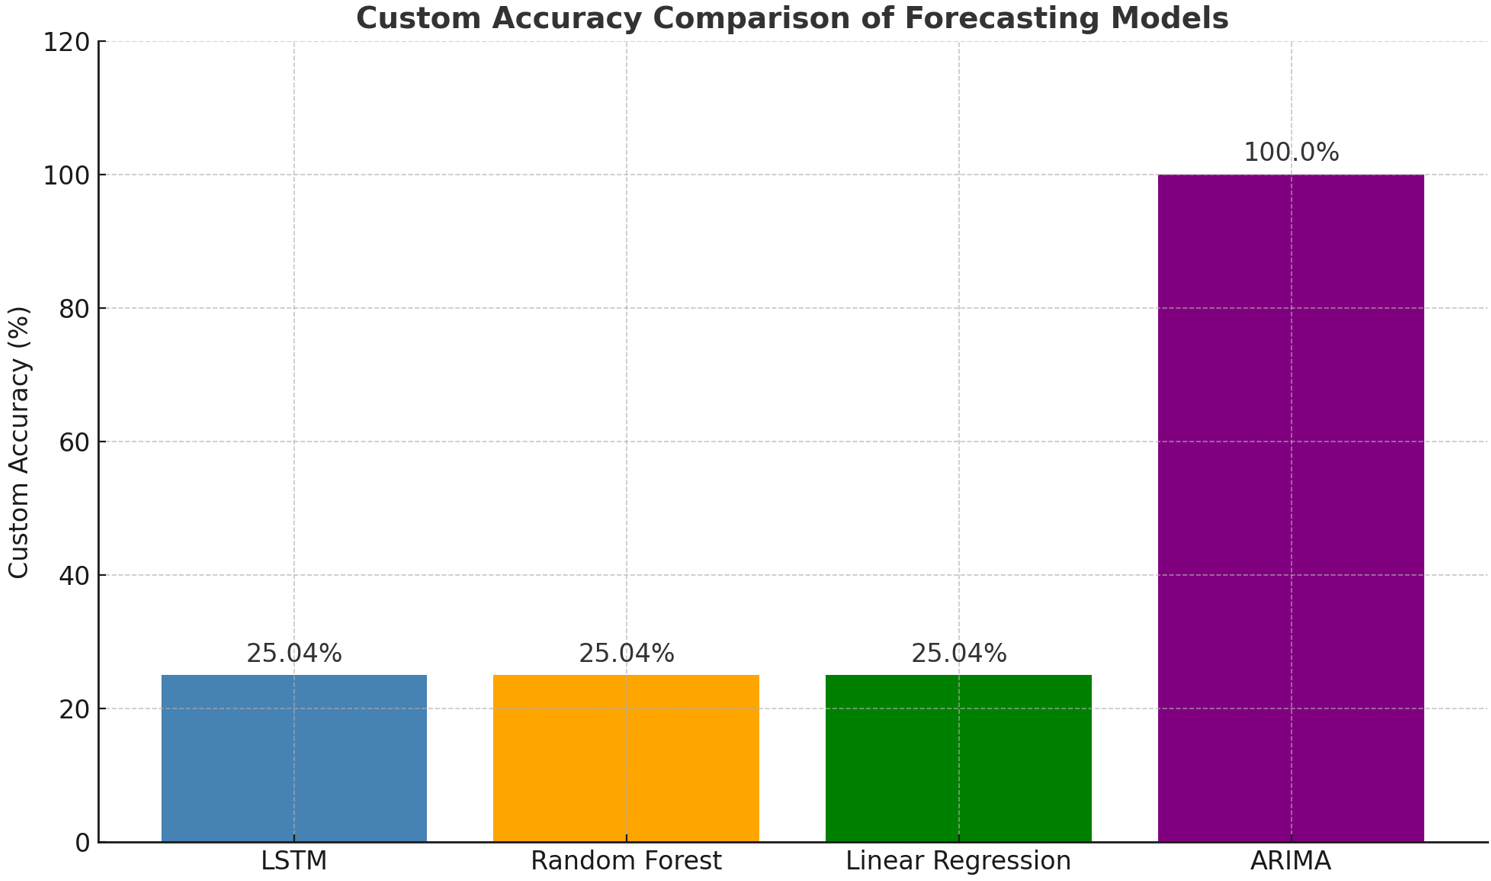 Custom Accuracy Comparison of Forecasting Models
Custom Accuracy (%)
120
100
80
60
40
20
0
25.04%
25.04%
25.04%
100.0%
LSTM
Random Forest
Linear Regression
ARIMA